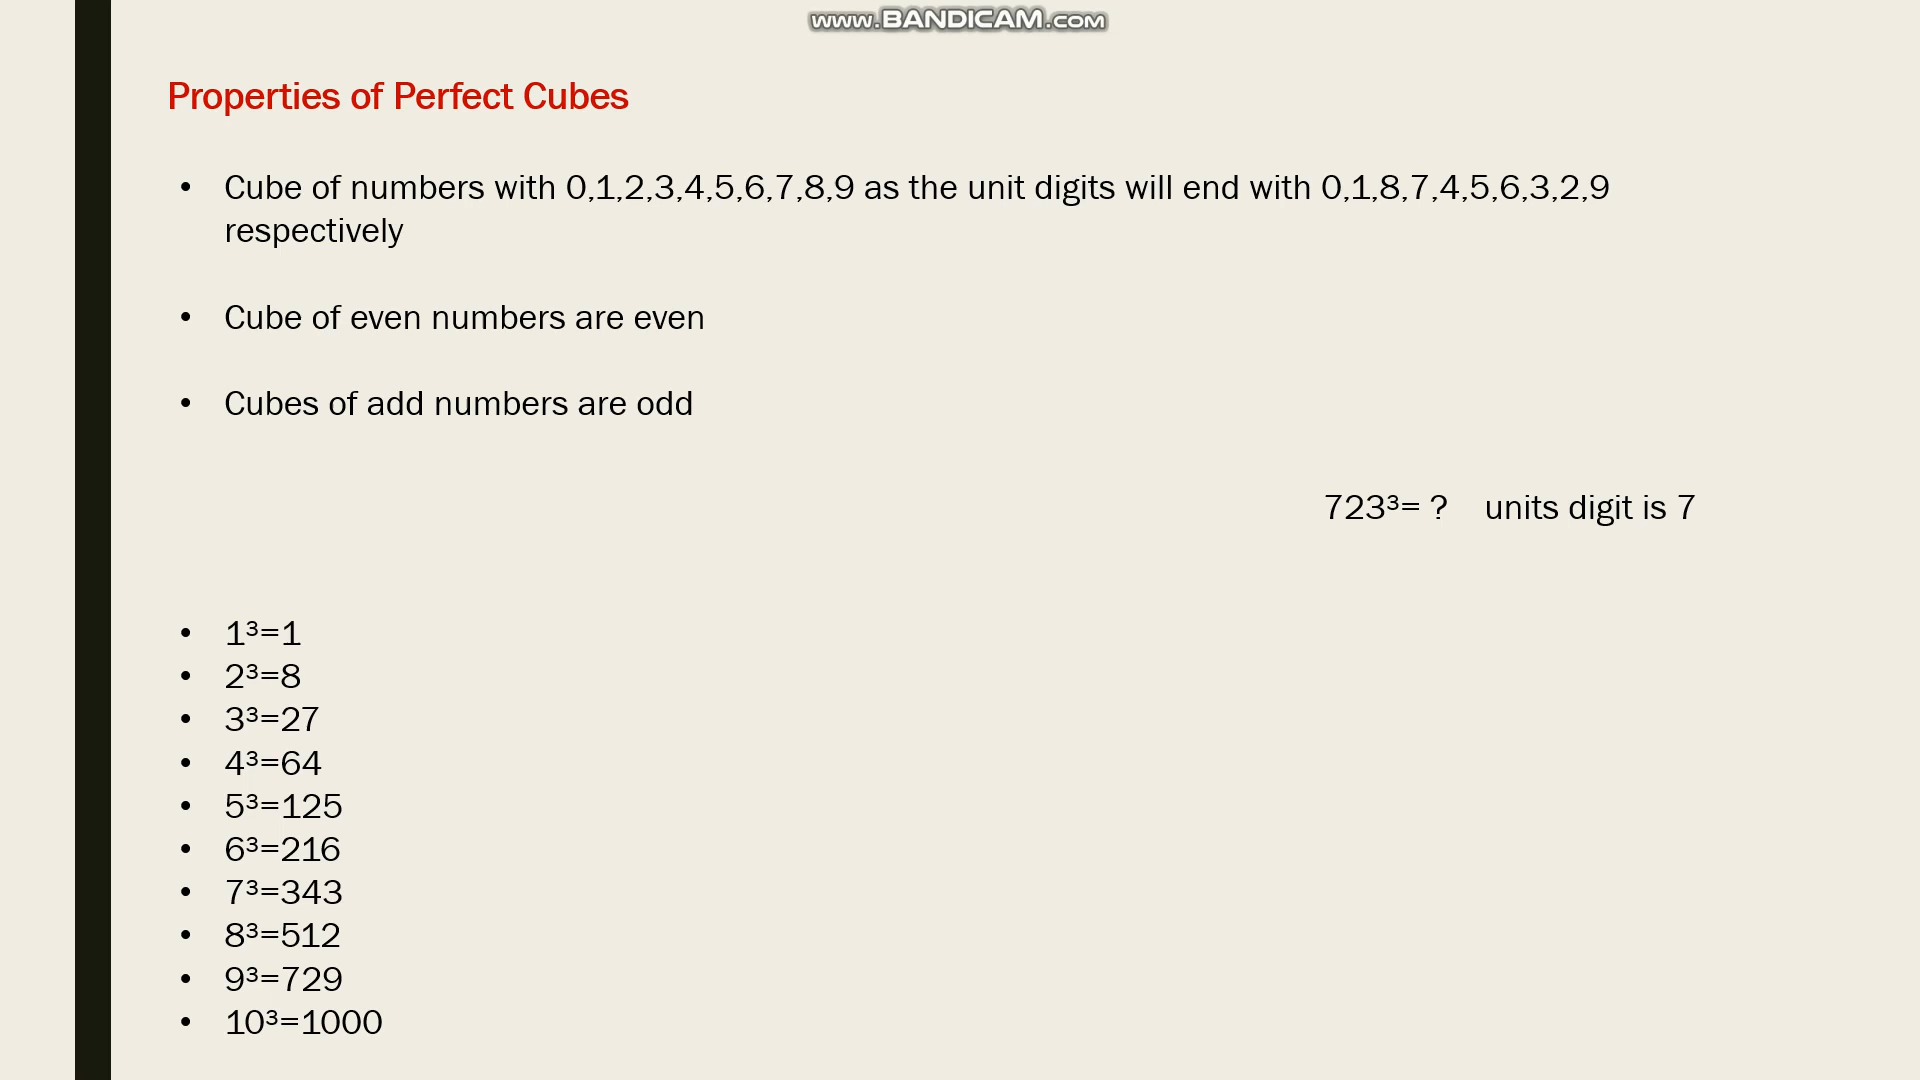 www.BANDICAM.COM
Properties of Perfect Cubes
• Cube of numbers with 0,1,2,3,4,5,6,7,8,9 as the unit digits will end with 0,1,8,7,4,5,6,3,2,9
respectively
• Cube of even numbers are even
• Cubes of add numbers are odd
723³= ? units digit is 7
• 1³=1
• 2³=8
• 3³=27
• 4³=64
• 5³=125
• 6³=216
• 7³=343
• 8³=512
• 9³=729
• 10³=1000